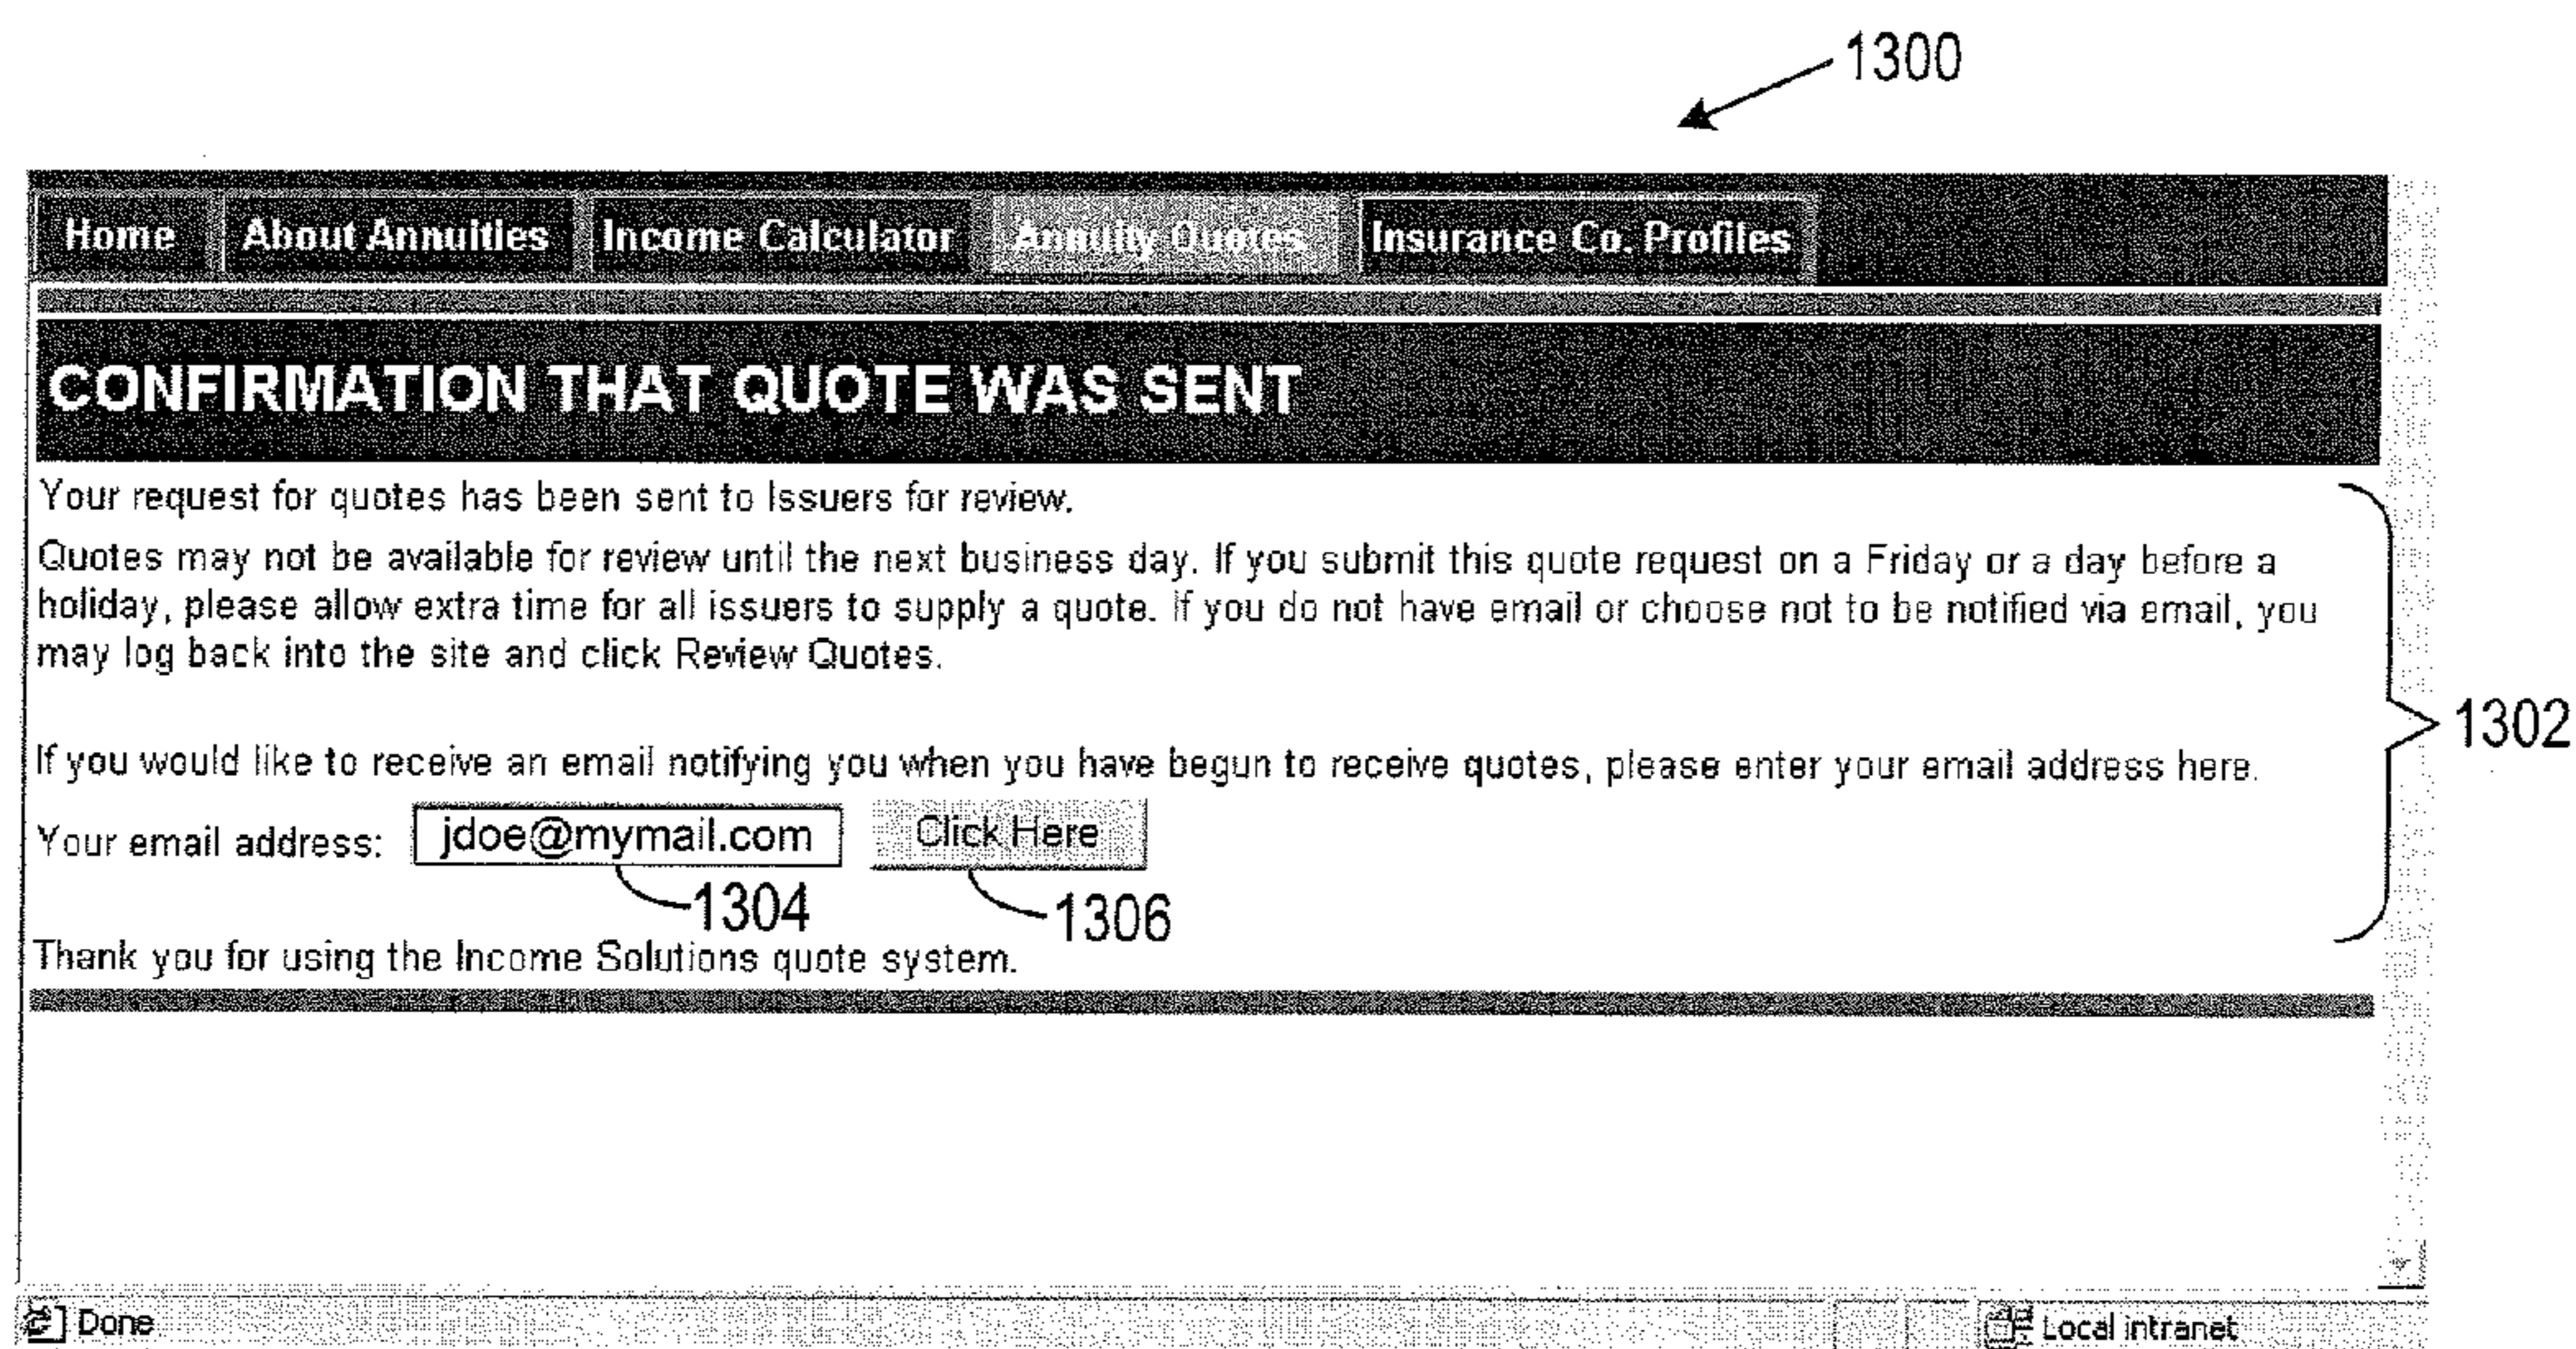 1300
Home About Annuities Income Calculator Annuity Quotes Insurance Co. Profiles
CONFIRMATION THAT QUOTE WAS SENT
Your request for quotes has been sent to Issuers for review.
Quotes may not be available for review until the next business day. If you submit this quote request on a Friday or a day before a
holiday, please allow extra time for all issuers to supply a quote. If you do not have email or choose not to be notified via email, you
may log back into the site and click Review Quotes.
1302
If you would like to receive an email notifying you when you have begun to receive quotes, please enter your email address here.
Your email address: jdoe@mymail.com Click Here
1304 1306
Thank you for using the Income Solutions quote system.
Done Local intranet